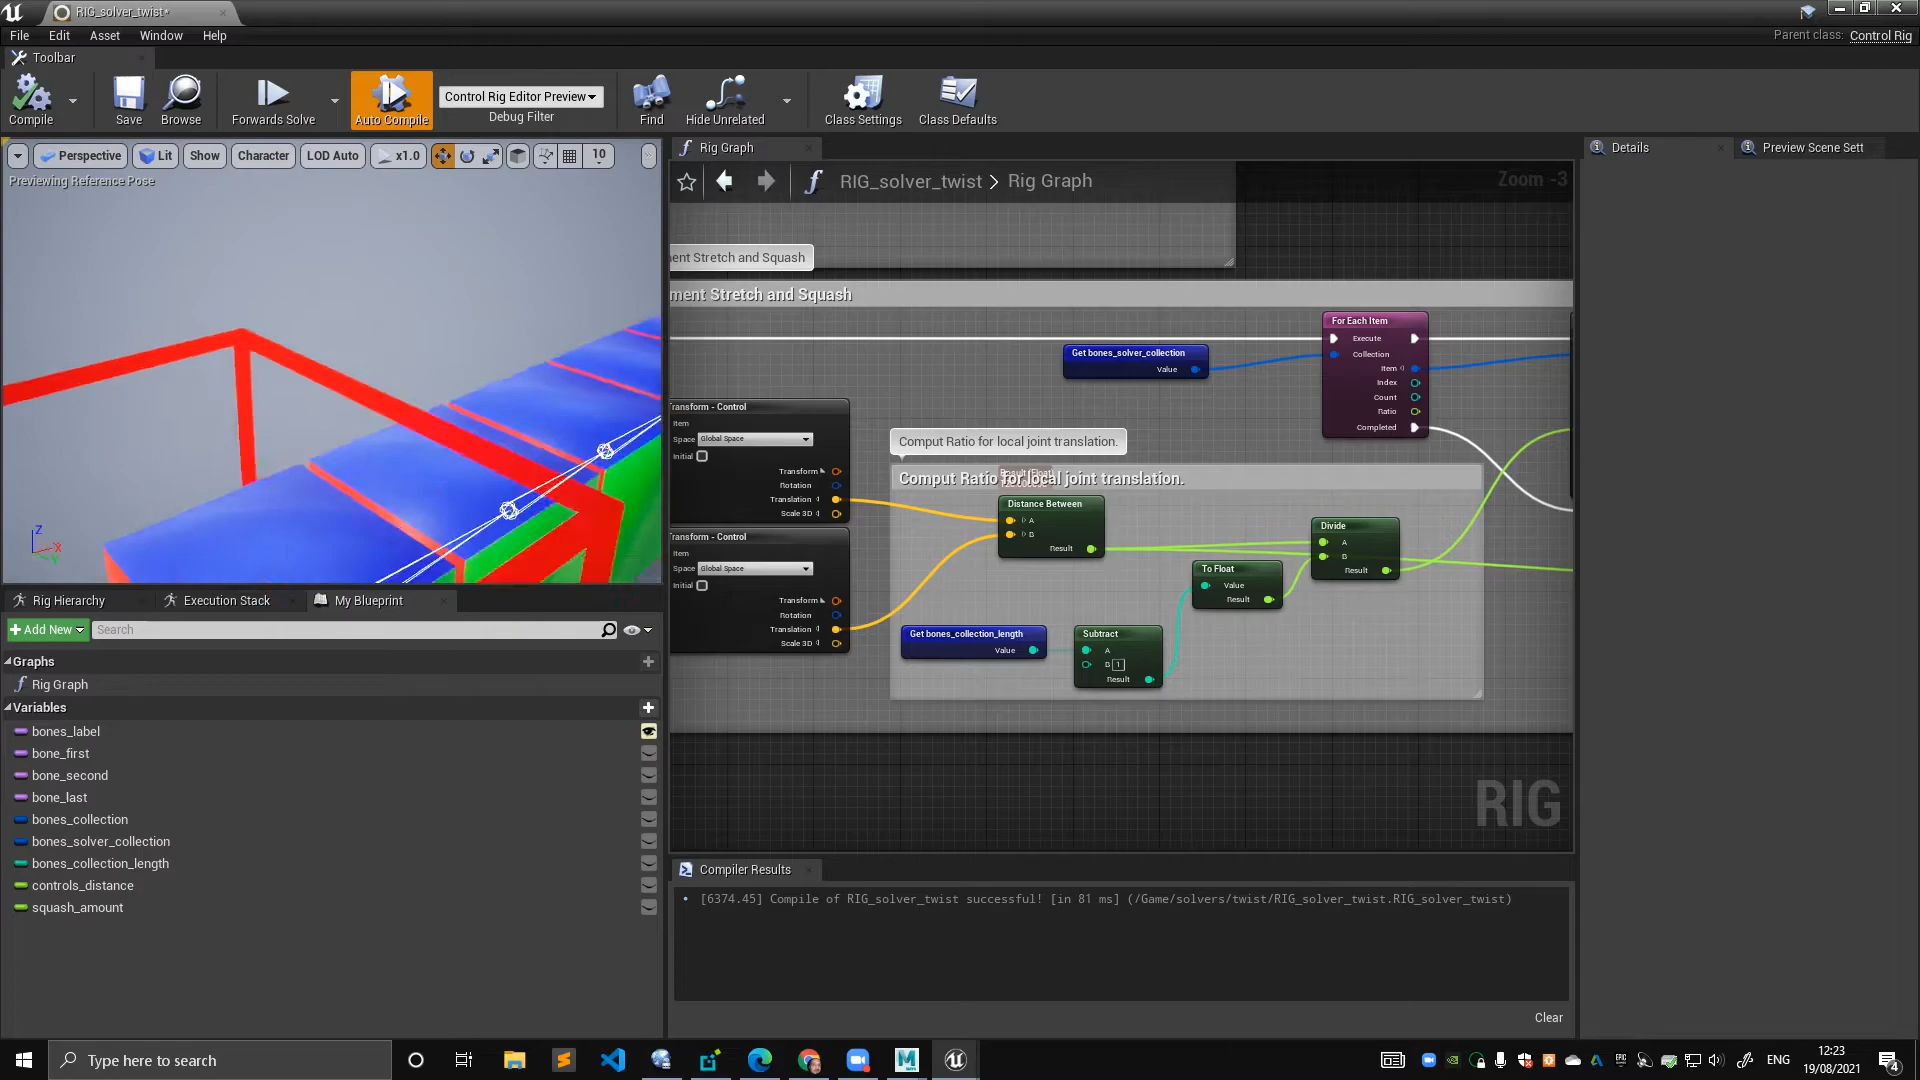 RIG_solver_twist*
File Edit Asset Window Help
Parent class: Control Rig
Toolbar
Compile
Save
Browse
Forwards Solve
Auto Compile
Control Rig Editor Preview
Debug Filter
Find
Hide Unrelated
Class Settings
Class Defaults
Perspective
Lit
Show
Character
LOD Auto
x1.0
10
Previewing Reference Pose
Z
X
Y
Rig Graph
RIG_solver_twist > Rig Graph
Zoom -3
ent Stretch and Squash
ment Stretch and Squash
For Each Item
Execute
Collection
Item
Index
Count
Ratio
Completed
Get bones_solver_collection
Value
Transform - Control
Item
Space Global Space
Initial
Transform
Rotation
Translation
Scale 3D
Transform - Control
Item
Space Global Space
Initial
Transform
Rotation
Translation
Scale 3D
Comput Ratio for local joint translation.
Comput Ratio for local joint translation.
Result (Float)
Distance Between
A
B
Result
Divide
A
B
Result
To Float
Value
Result
Get bones_collection_length
Value
Subtract
A
B 1
Result
RIG
Details
Preview Scene Sett
Rig Hierarchy
Execution Stack
My Blueprint
Add New
Search
Graphs
Rig Graph
Variables
bones_label
bone_first
bone_second
bone_last
bones_collection
bones_solver_collection
bones_collection_length
controls_distance
squash_amount
Compiler Results
• [6374.45] Compile of RIG_solver_twist successful! [in 81 ms] (/Game/solvers/twist/RIG_solver_twist.RIG_solver_twist)
Clear
Type here to search
ENG
12:23
19/08/2021
4